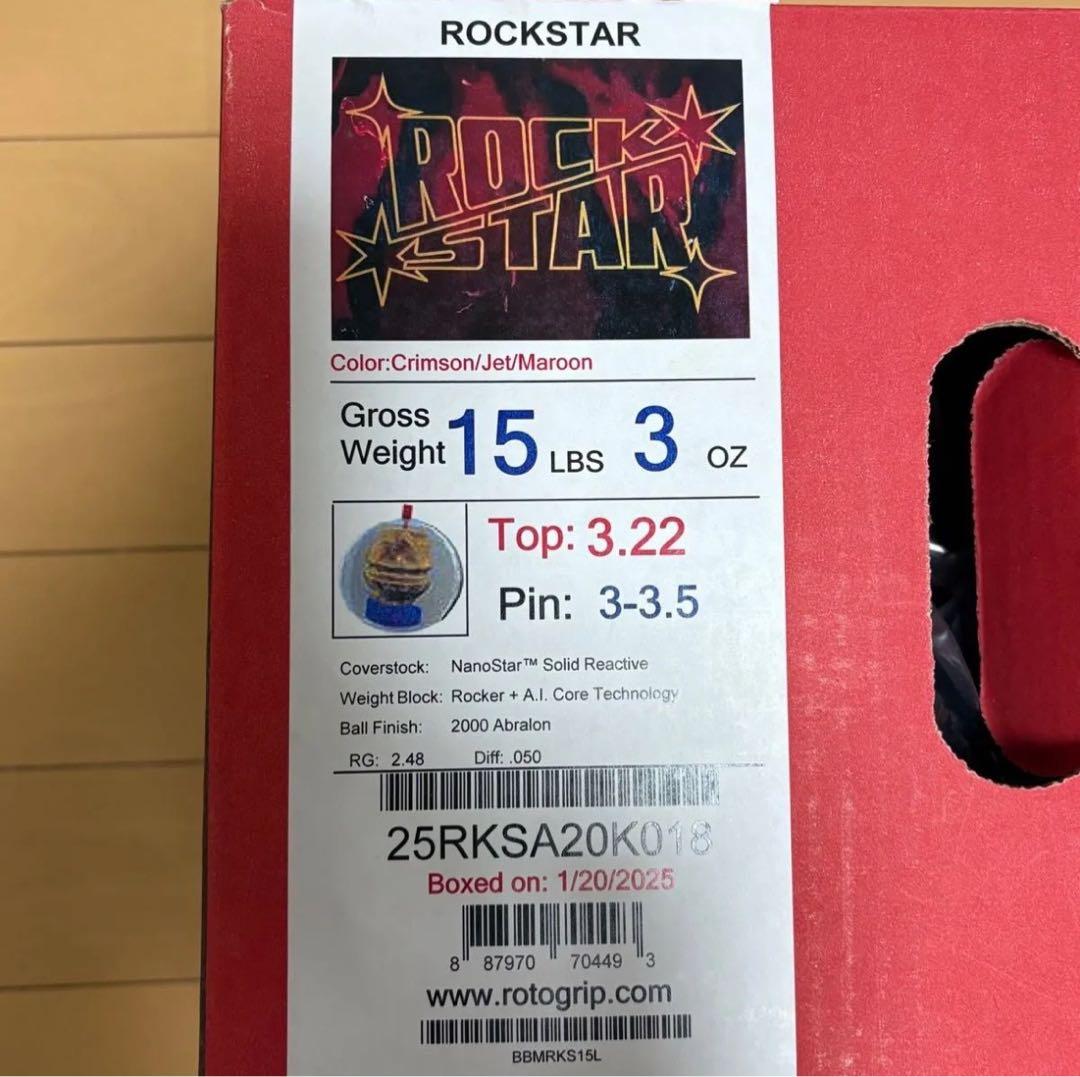 ROCKSTAR
ROCK
STAR
Color:Crimson/Jet/Maroon
Gross Weight 15 LBS 3 OZ
Top: 3.22
Pin: 3-3.5
Coverstock: NanoStar™ Solid Reactive
Weight Block: Rocker + A.I. Core Technology
Ball Finish: 2000 Abralon
RG: 2.48 Diff: .050
25RKSA20K018
Boxed on: 1/20/2025
8 87970 70449 3
www.rotogrip.com
BBMRKS15L